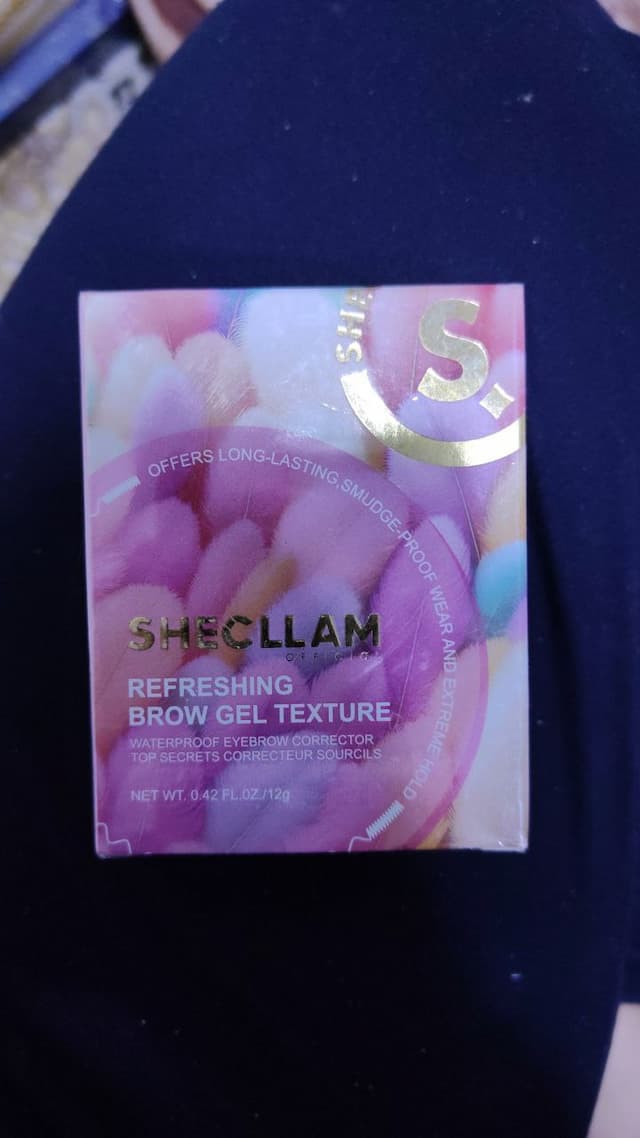 SHA
S.
OFFERS LONG-LASTING,SMUDGE-PROOF WEAR AND EXTREME HOLD
SHECLLAM
REFRESHING
BROW GEL TEXTURE
WATERPROOF EYEBROW CORRECTOR
TOP SECRETS CORRECTEUR SOURCILS
NET WT. 0.42 FL.OZ./12g